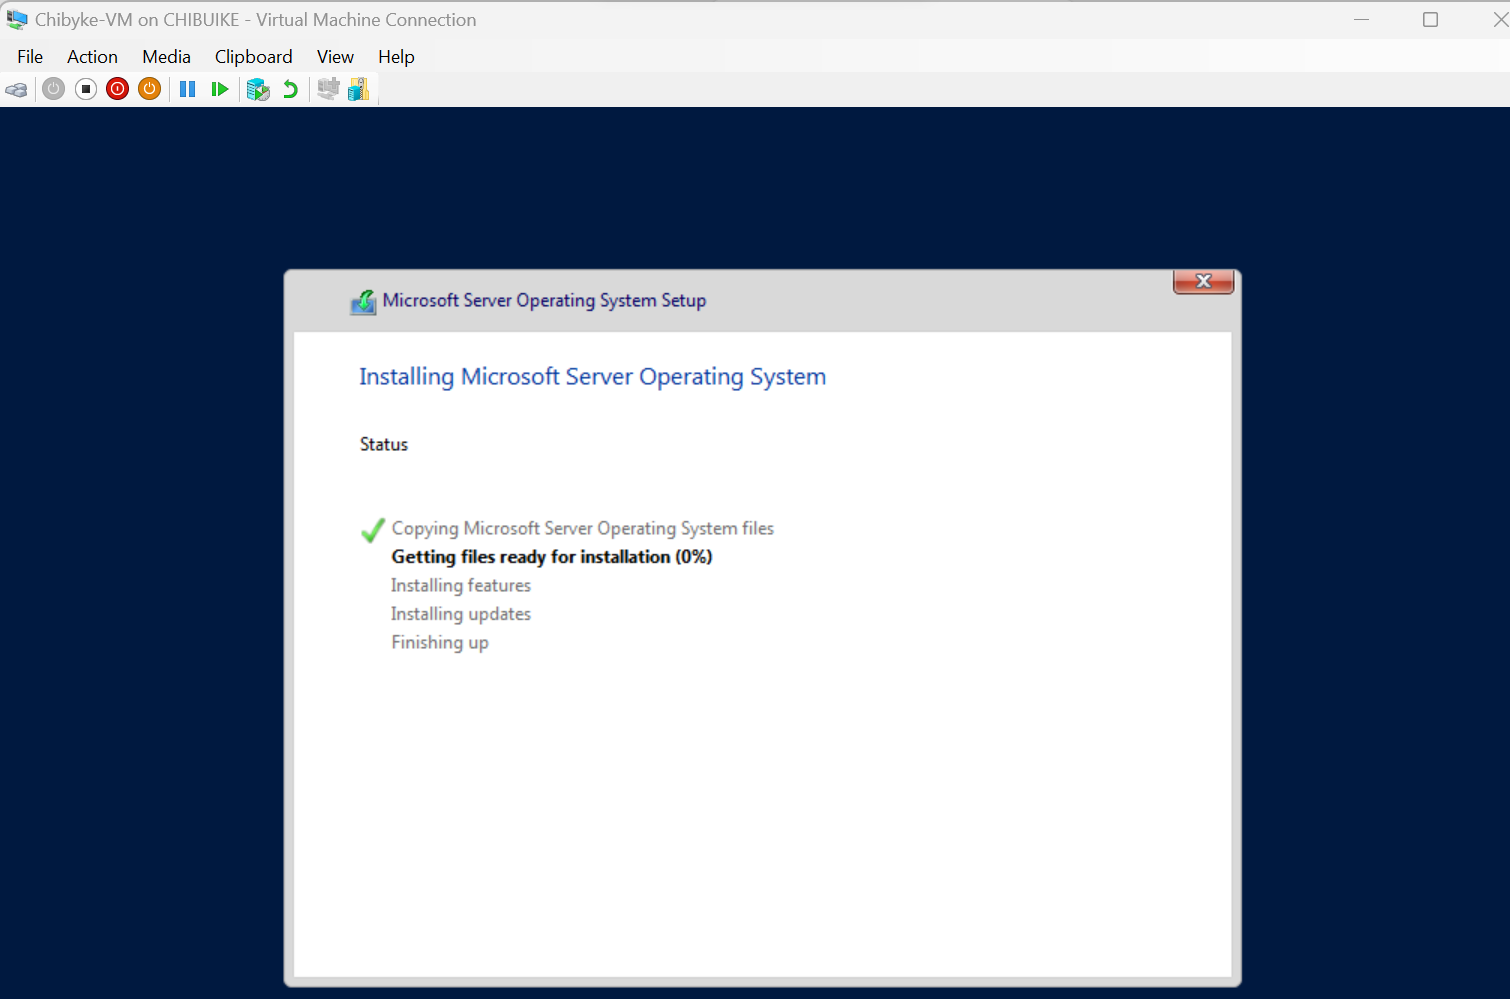 Chibyke-VM on CHIBUIKE - Virtual Machine Connection
File Action Media Clipboard View Help
Microsoft Server Operating System Setup
Installing Microsoft Server Operating System
Status
Copying Microsoft Server Operating System files
Getting files ready for installation (0%)
Installing features
Installing updates
Finishing up